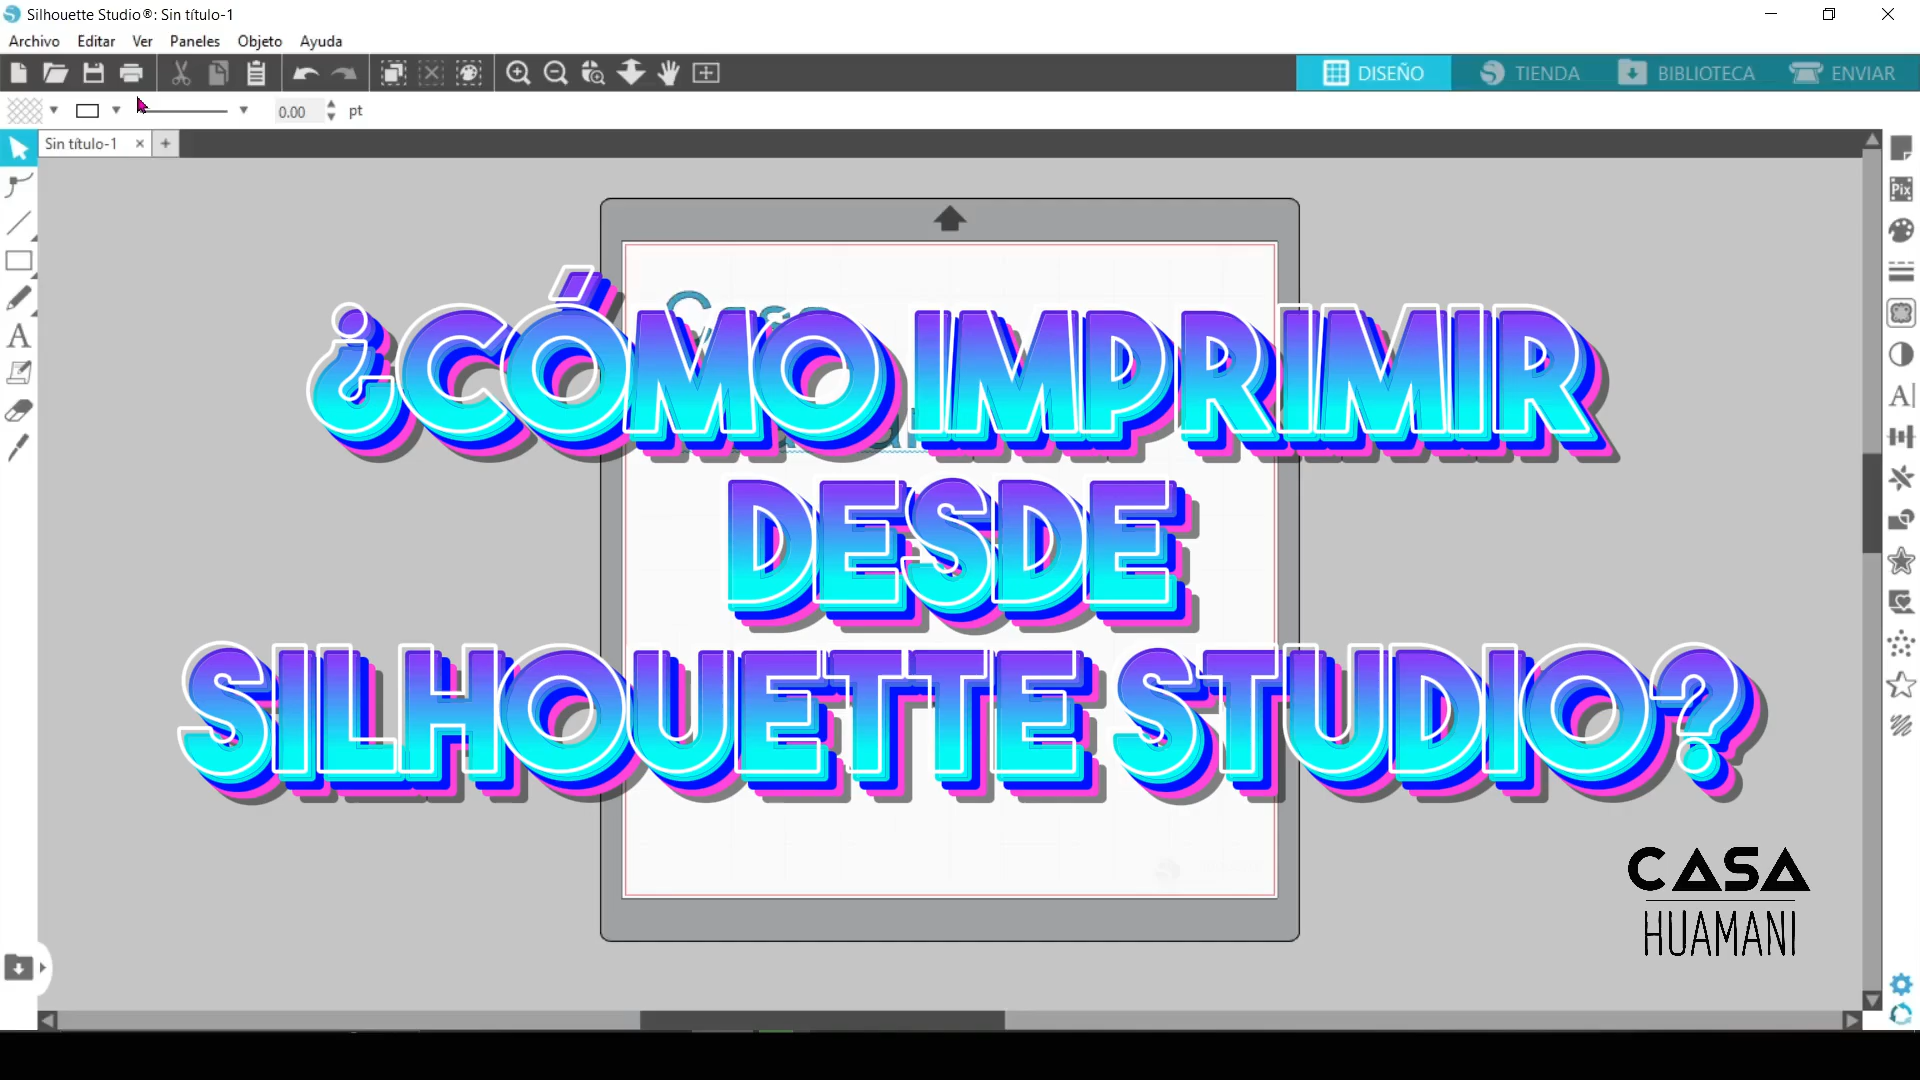 Silhouette Studio®: Sin título-1
Archivo Editar Ver Paneles Objeto Ayuda
DISEÑO TIENDA BIBLIOTECA ENVIAR
0.00 pt
Sin título-1
Pix
¿CÓMO IMPRIMIR
DESDE
SILHOUETTE STUDIO?
CASA
HUAMANI